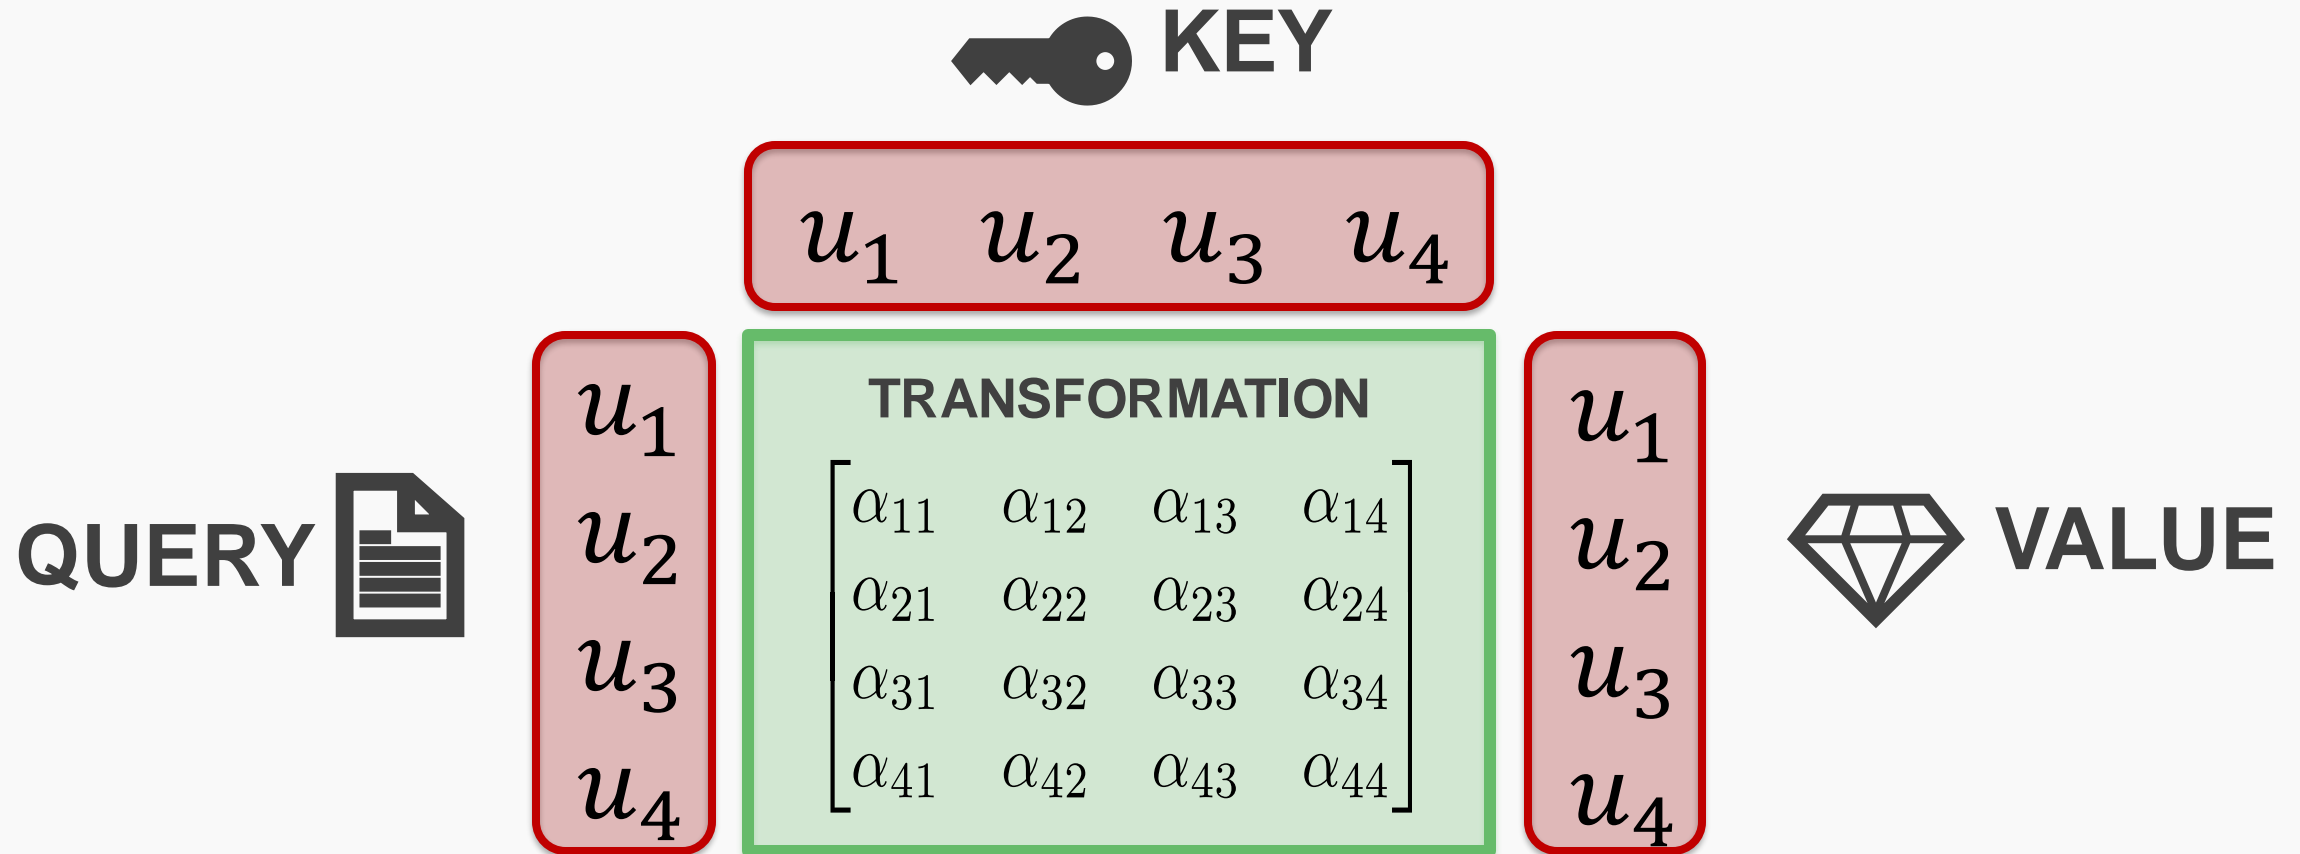 KEY
u₁ u₂ u₃ u₄
TRANSFORMATION
QUERY
u₁
u₂
u₃
u₄
α₁₁ α₁₂ α₁₃ α₁₄
α₂₁ α₂₂ α₂₃ α₂₄
α₃₁ α₃₂ α₃₃ α₃₄
α₄₁ α₄₂ α₄₃ α₄₄
u₁
u₂
u₃
u₄
VALUE